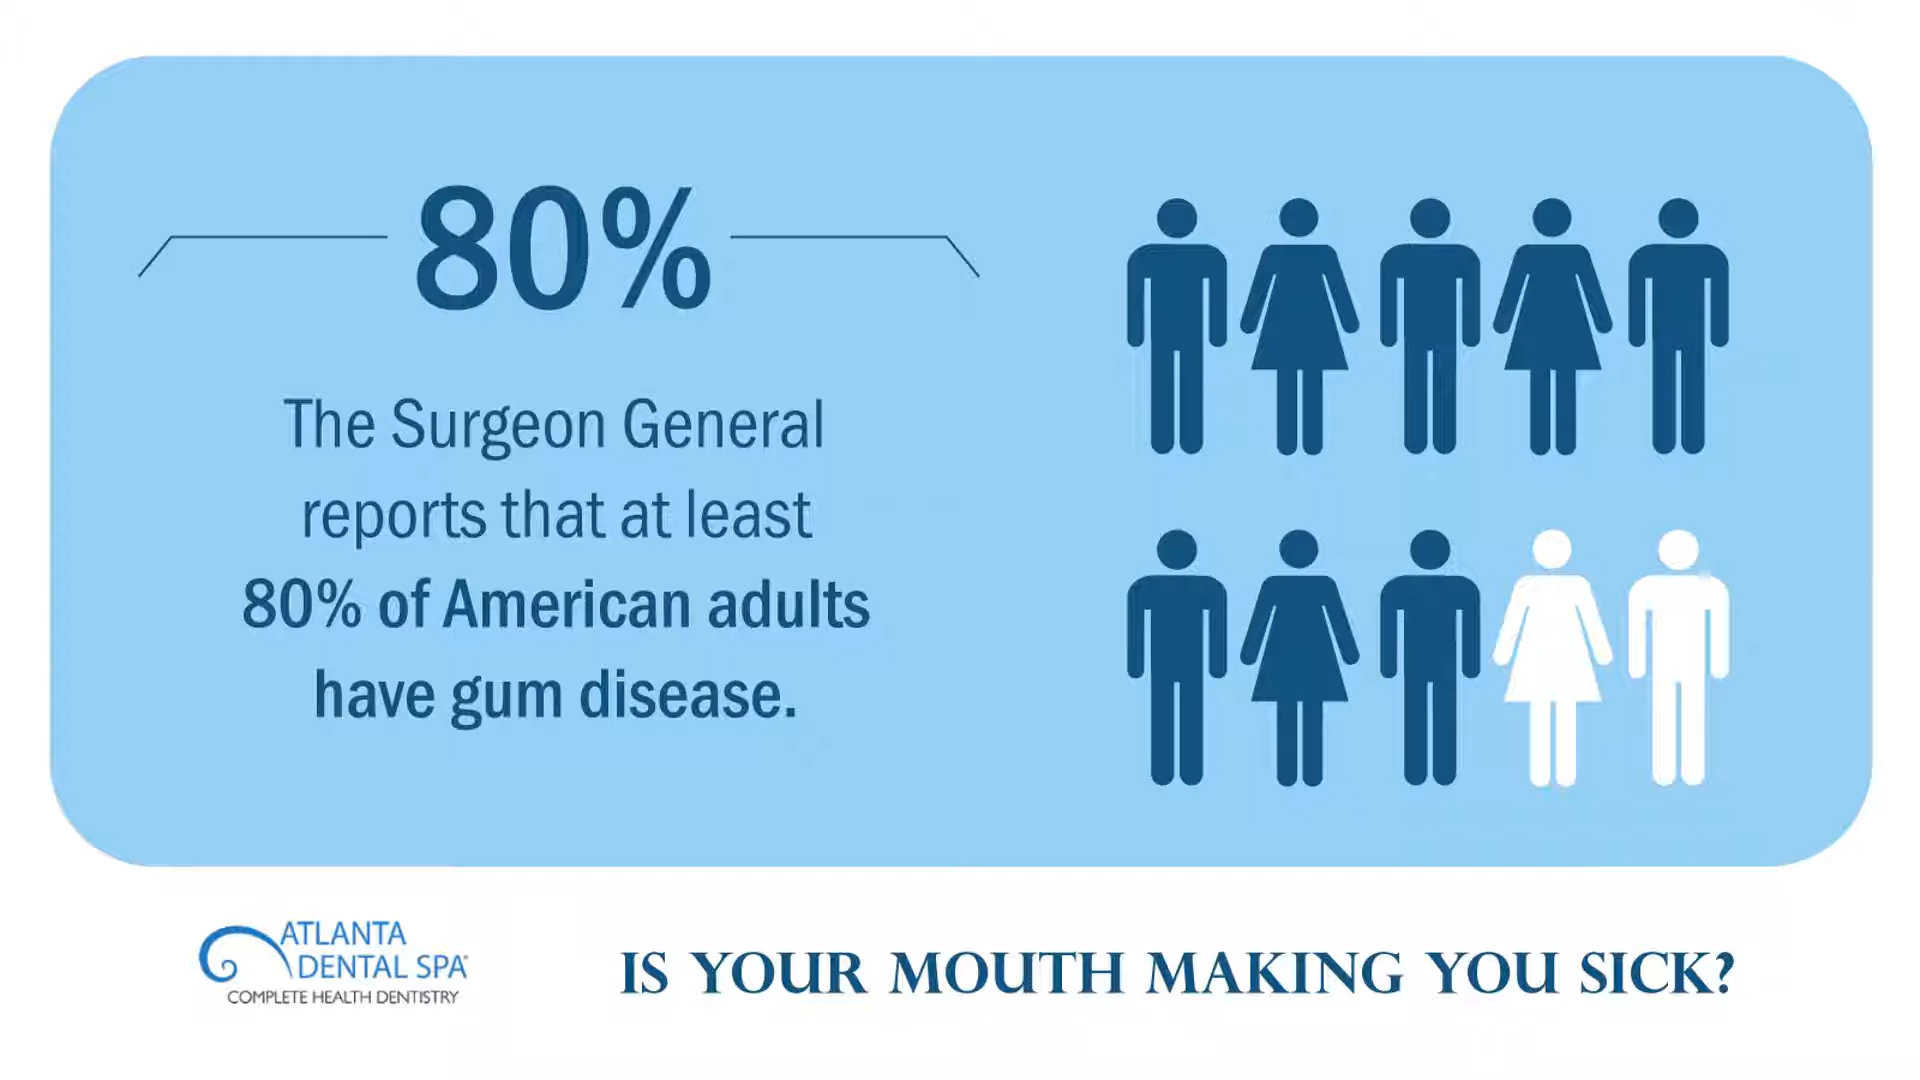 80%
The Surgeon General
reports that at least
80% of American adults
have gum disease.
ATLANTA
DENTAL SPA
COMPLETE HEALTH DENTISTRY
IS YOUR MOUTH MAKING YOU SICK?